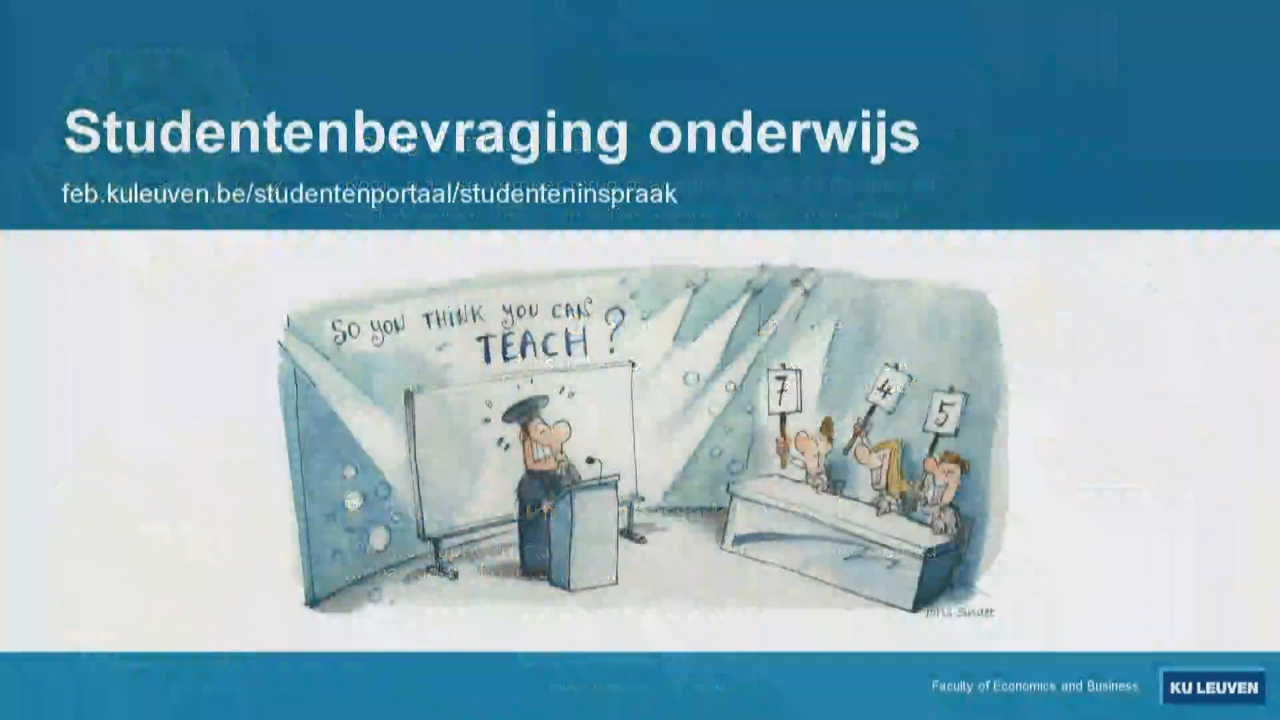 Studentenbevraging onderwijs
feb.kuleuven.be/studentenportaal/studenteninspraak
SO YOU THINK YOU CAN
TEACH?
7
4
5
Faculty of Economics and Business
KU LEUVEN